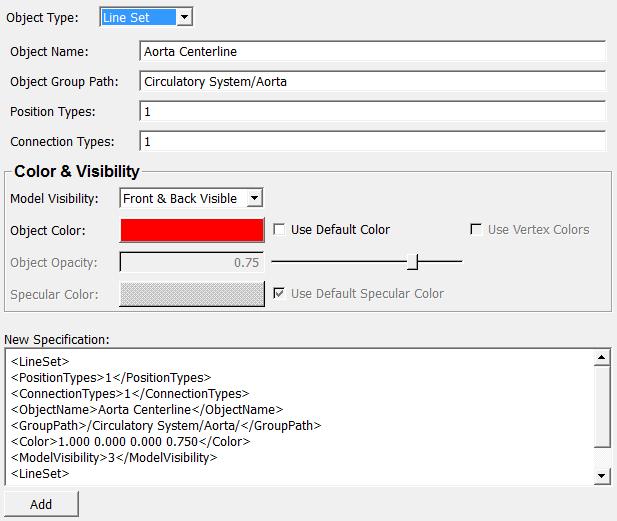 Object Type: Line Set
Object Name: Aorta Centerline
Object Group Path: Circulatory System/Aorta
Position Types: 1
Connection Types: 1
Color & Visibility
Model Visibility: Front & Back Visible
Object Color: Use Default Color Use Vertex Colors
Object Opacity: 0.75
Specular Color: Use Default Specular Color
New Specification:
<LineSet>
<PositionTypes>1</PositionTypes>
<ConnectionTypes>1</ConnectionTypes>
<ObjectName>Aorta Centerline</ObjectName>
<GroupPath>/Circulatory System/Aorta/</GroupPath>
<Color>1.000 0.000 0.000 0.750</Color>
<ModelVisibility>3</ModelVisibility>
<LineSet>
Add